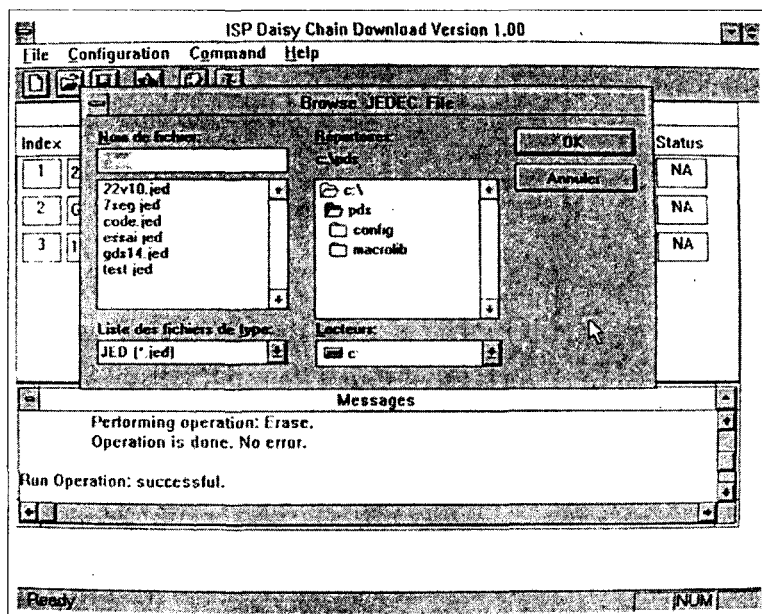 ISP Daisy Chain Download Version 1.00
File Configuration Command Help
Browse JEDEC File
Index
Status
Nom de fichier:
Répertoires:
OK
c:\pds
Annuler
1 2
NA
2 G
NA
3 1
NA
22v10.jed
7seg.jed
code.jed
essai.jed
gds14.jed
test.jed
c:\
pds
config
macrolib
Liste des fichiers de type:
Lecteurs:
JED (*.jed)
c:
Messages
Performing operation: Erase.
Operation is done. No error.
Run Operation: successful.
Ready
NUM